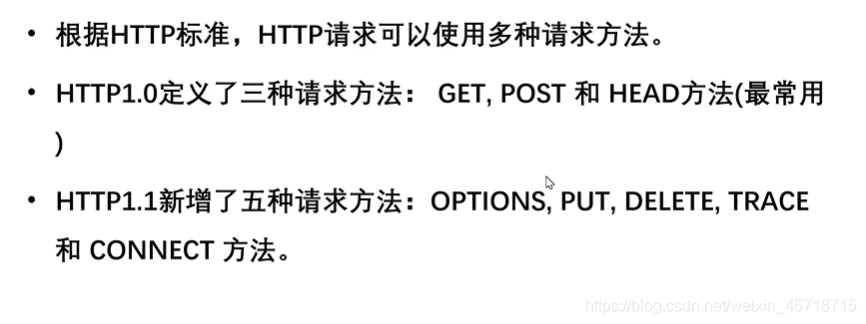 • 根据HTTP标准，HTTP请求可以使用多种请求方法。
• HTTP1.0定义了三种请求方法： GET, POST 和 HEAD方法(最常用
)
• HTTP1.1新增了五种请求方法：OPTIONS, PUT, DELETE, TRACE
和 CONNECT 方法。
https://blog.csdn.net/weixin_45718715